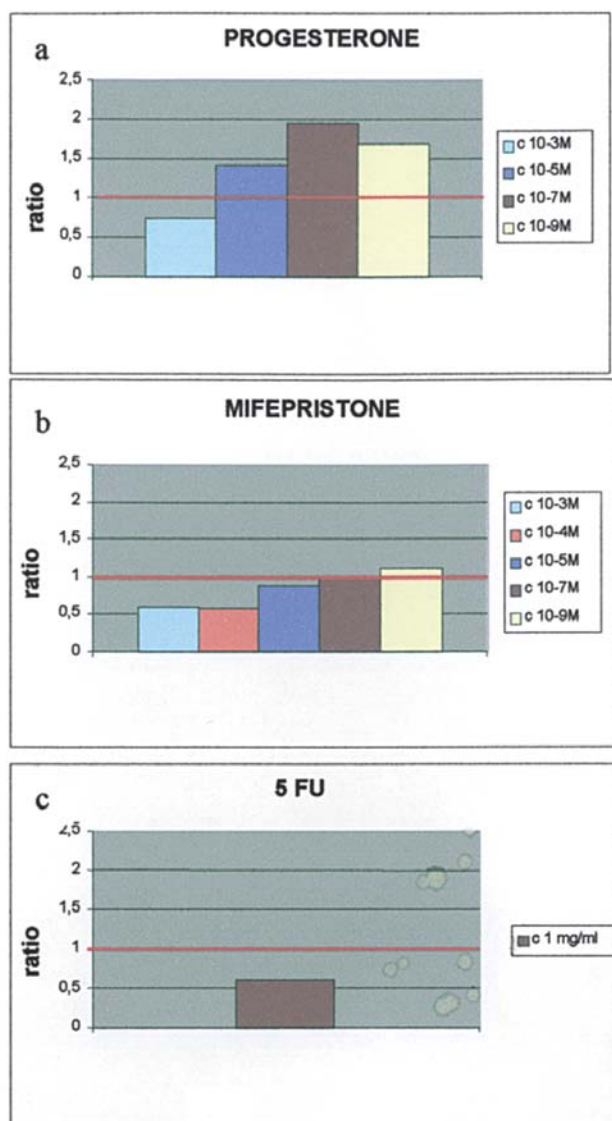 a
PROGESTERONE
2,5
2
1,5
1
0,5
0
ratio
c 10-3M
c 10-5M
c 10-7M
c 10-9M
b
MIFEPRISTONE
2,5
2
1,5
1
0,5
0
ratio
c 10-3M
c 10-4M
c 10-5M
c 10-7M
c 10-9M
c
5 FU
2,5
2
1,5
1
0,5
0
ratio
c 1 mg/ml